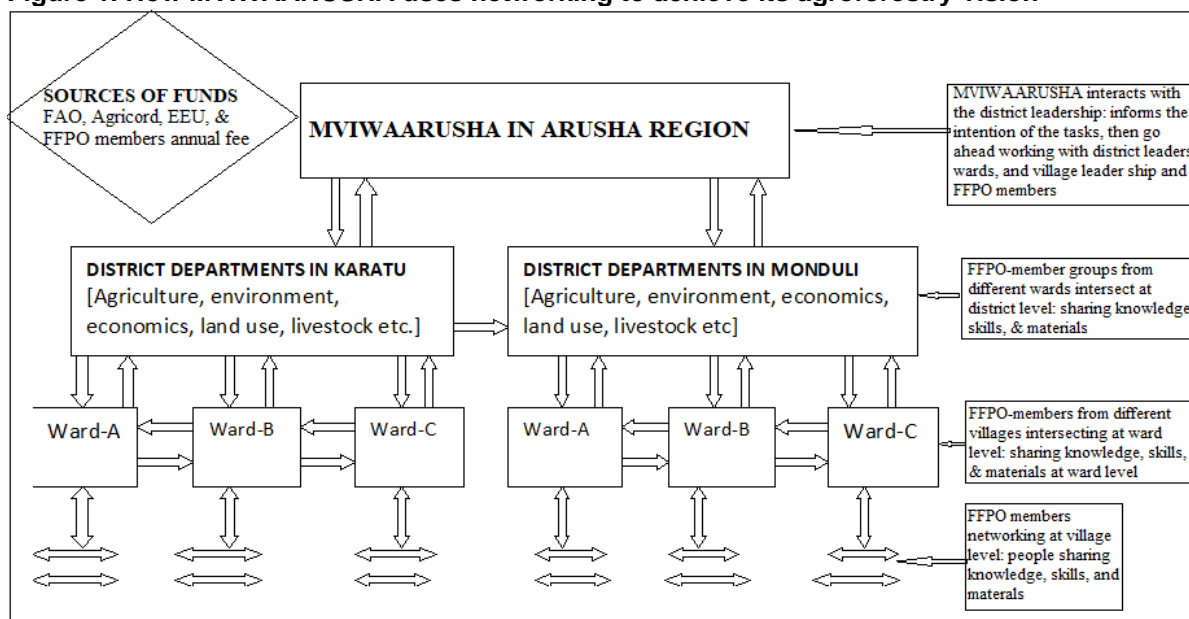 SOURCES OF FUNDS
FAO, Agricord, EEU, &
FFPO members annual fee
MVIWAARUSHA IN ARUSHA REGION
MVIWAARUSHA interacts with
the district leadership: informs the
intention of the tasks, then go
ahead working with district leaders
wards, and village leader ship and
FFPO members
DISTRICT DEPARTMENTS IN KARATU
[Agriculture, environment,
economics, land use, livestock etc.]
DISTRICT DEPARTMENTS IN MONDULI
[Agriculture, environment, economics,
land use, livestock etc]
FFPO-member groups from
different wards intersect at
district level: sharing knowledge
skills, & materials
Ward-A
Ward-B
Ward-C
Ward-A
Ward-B
Ward-C
FFPO-members from different
villages intersecting at ward
level: sharing knowledge, skills,
& materials at ward level
FFPO members
networking at village
level: people sharing
knowledge, skills, and
materals